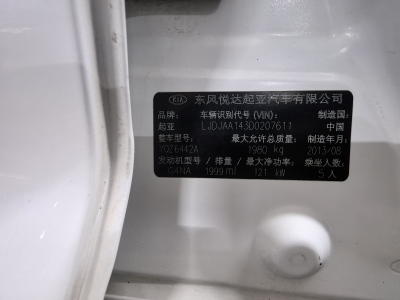 KIA 东风悦达起亚汽车有限公司
品牌: 车辆识别代号(VIN): 制造国:
起亚 LJDJAA143D0207611 中国
整车型号: 最大允许总质量: 制造年月:
YQZ6442A 1980 kg 2013/08
发动机型号 / 排量 / 最大净功率: 乘坐人数:
G4NA 1999 ml 121 kW 5人